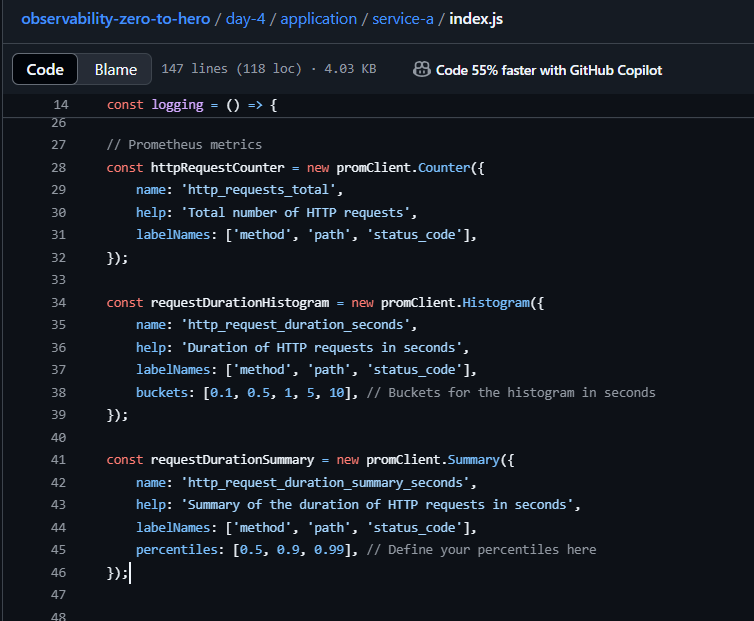 observability-zero-to-hero / day-4 / application / service-a / index.js
Code Blame 147 lines (118 loc) · 4.03 KB Code 55% faster with GitHub Copilot
14 const logging = () => {
26
27 // Prometheus metrics
28 const httpRequestCounter = new promClient.Counter({
29 name: 'http_requests_total',
30 help: 'Total number of HTTP requests',
31 labelNames: ['method', 'path', 'status_code'],
32 });
33
34 const requestDurationHistogram = new promClient.Histogram({
35 name: 'http_request_duration_seconds',
36 help: 'Duration of HTTP requests in seconds',
37 labelNames: ['method', 'path', 'status_code'],
38 buckets: [0.1, 0.5, 1, 5, 10], // Buckets for the histogram in seconds
39 });
40
41 const requestDurationSummary = new promClient.Summary({
42 name: 'http_request_duration_summary_seconds',
43 help: 'Summary of the duration of HTTP requests in seconds',
44 labelNames: ['method', 'path', 'status_code'],
45 percentiles: [0.5, 0.9, 0.99], // Define your percentiles here
46 });
47
48